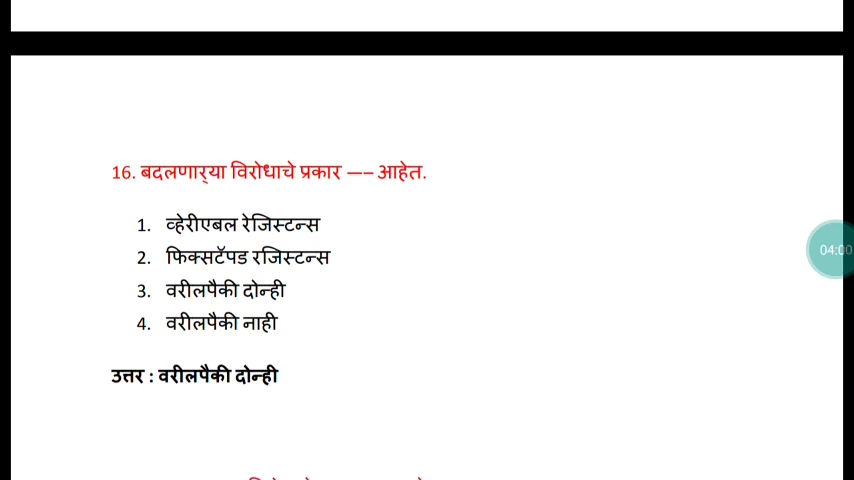 16. बदलणार्‍या विरोधाचे प्रकार —– आहेत.
1. व्हेरीएबल रेजिस्टन्स
2. फिक्सटॅपड रजिस्टन्स
3. वरीलपैकी दोन्ही
4. वरीलपैकी नाही
उत्तर : वरीलपैकी दोन्ही
04:00